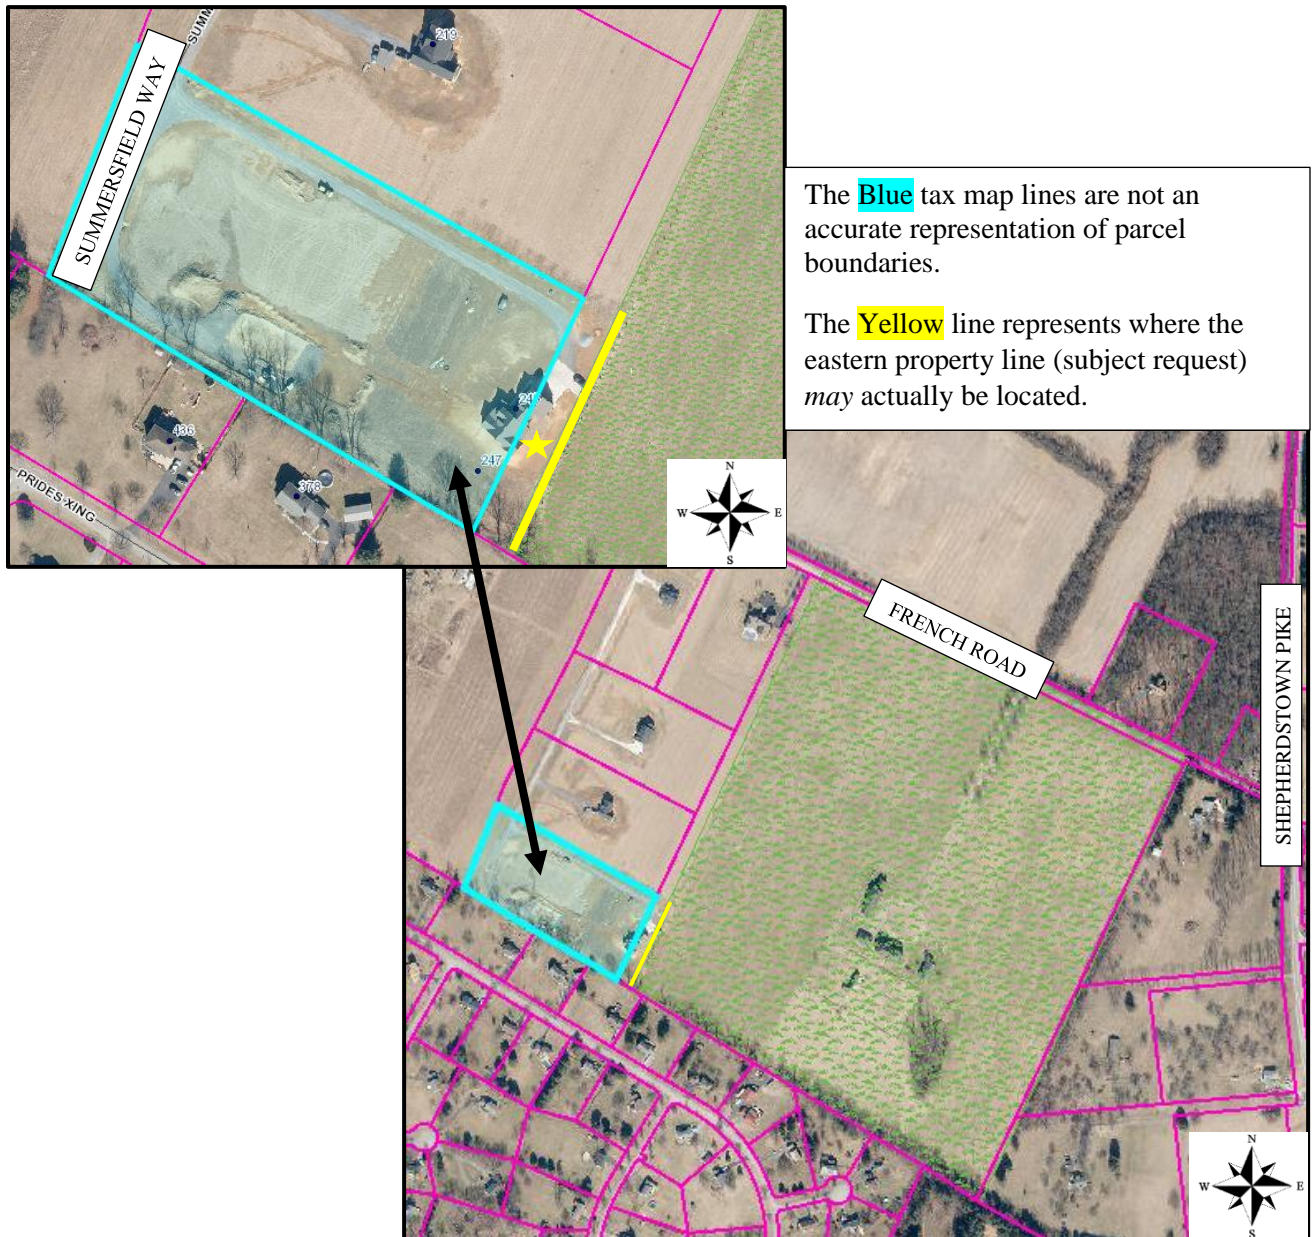 SUMM
219
SUMMERSFIELD WAY
The Blue tax map lines are not an
accurate representation of parcel
boundaries.
The Yellow line represents where the
eastern property line (subject request)
may actually be located.
247
436
378
PRIDES XING
N
W E
S
FRENCH ROAD
SHEPHERDSTOWN PIKE
N
W E
S